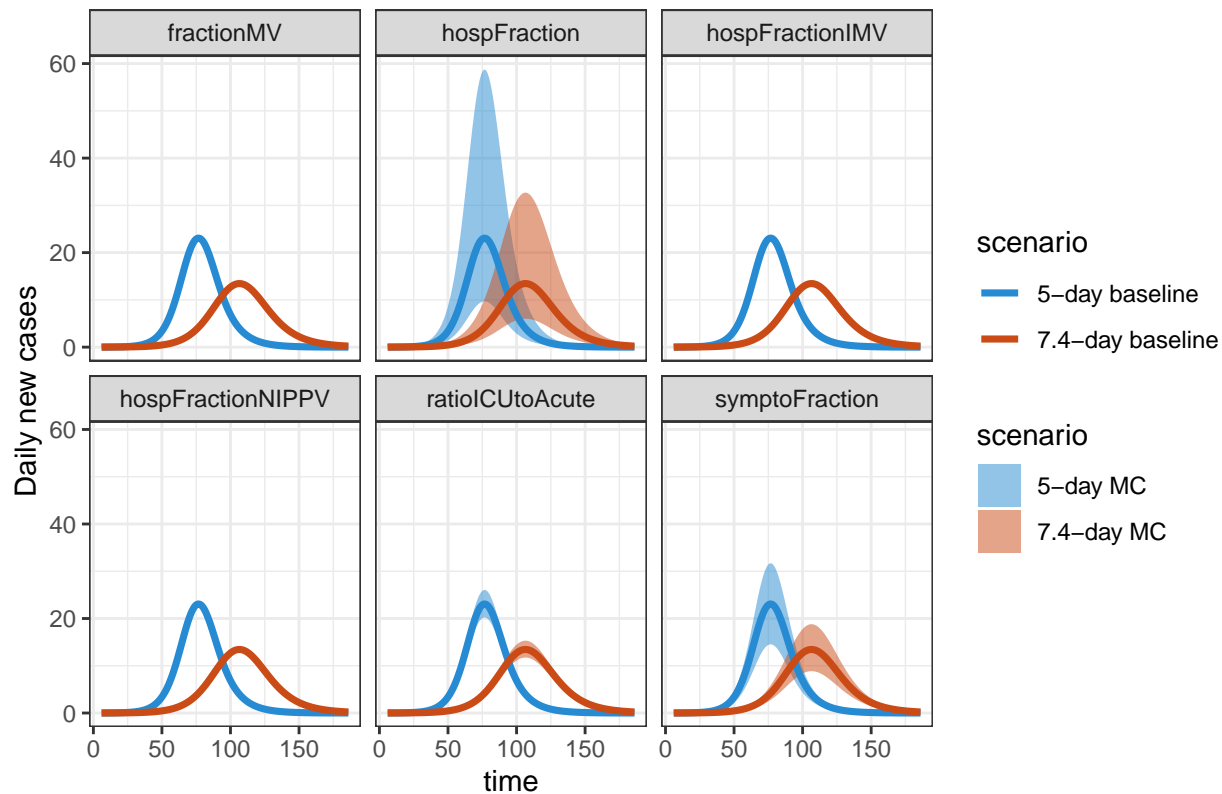 fractionMV
hospFraction
hospFractionIMV
60
40
20
0
hospFractionNIPPV
ratioICUtoAcute
symptoFraction
60
40
20
0
0 50 100 150
0 50 100 150
0 50 100 150
time
Daily new cases
scenario
5−day baseline
7.4−day baseline
scenario
5−day MC
7.4−day MC